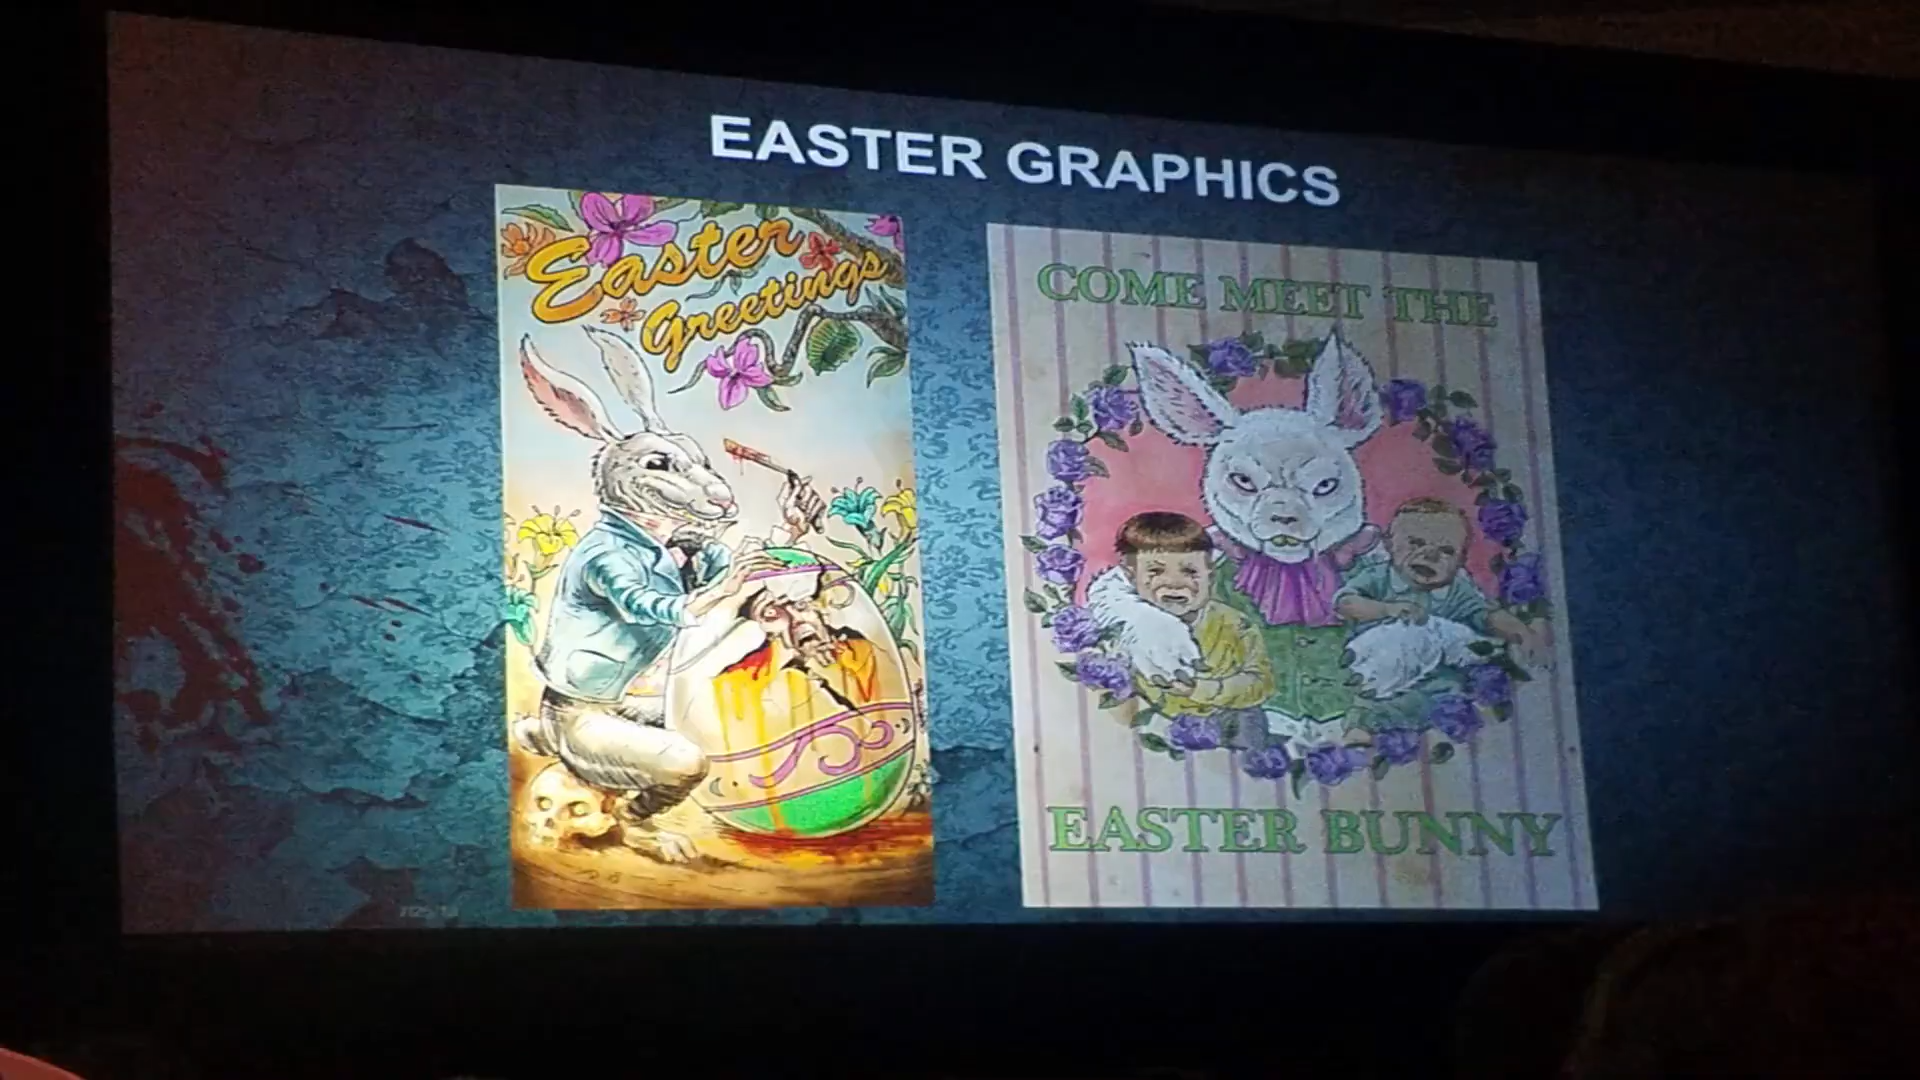 EASTER GRAPHICS
Easter
Greetings
COME MEET THE
EASTER BUNNY